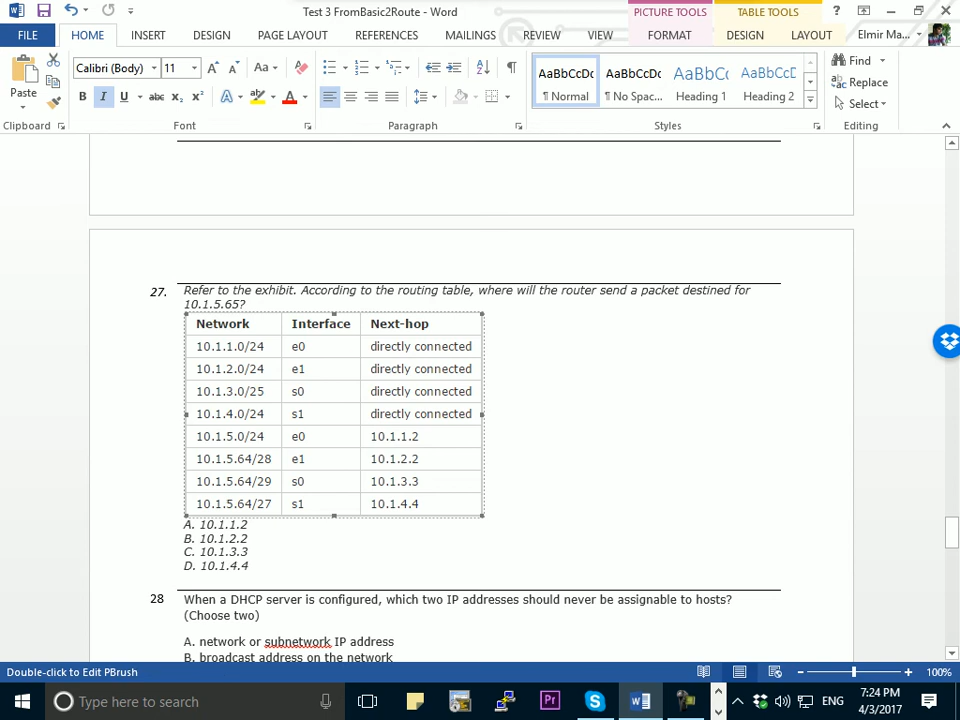 Test 3 FromBasic2Route - Word
PICTURE TOOLS
TABLE TOOLS
?
FILE
HOME
INSERT
DESIGN
PAGE LAYOUT
REFERENCES
MAILINGS
REVIEW
VIEW
FORMAT
DESIGN
LAYOUT
Elmir Ma...
Calibri (Body)
11
Aa
Paste
B I U abc x₂ x²
AaBbCcDc
AaBbCcDc
AaBbCc
AaBbCcD
¶ Normal
¶ No Spac...
Heading 1
Heading 2
Find
Replace
Select
Clipboard
Font
Paragraph
Styles
Editing
27. Refer to the exhibit. According to the routing table, where will the router send a packet destined for
10.1.5.65?
Network Interface Next-hop
10.1.1.0/24 e0 directly connected
10.1.2.0/24 e1 directly connected
10.1.3.0/25 s0 directly connected
10.1.4.0/24 s1 directly connected
10.1.5.0/24 e0 10.1.1.2
10.1.5.64/28 e1 10.1.2.2
10.1.5.64/29 s0 10.1.3.3
10.1.5.64/27 s1 10.1.4.4
A. 10.1.1.2
B. 10.1.2.2
C. 10.1.3.3
D. 10.1.4.4
28 When a DHCP server is configured, which two IP addresses should never be assignable to hosts?
(Choose two)
A. network or subnetwork IP address
B. broadcast address on the network
Double-click to Edit PBrush
100%
Type here to search
Pr
ENG
7:24 PM
4/3/2017